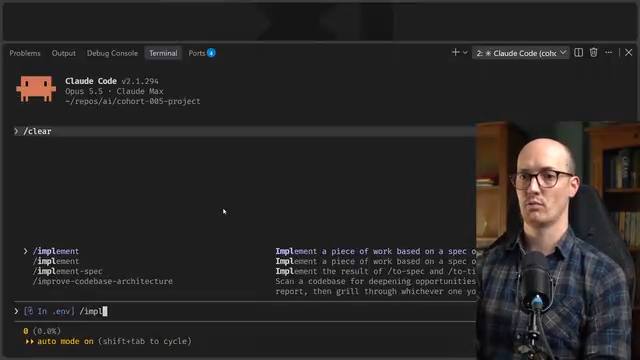 Problems Output Debug Console Terminal Ports 4
2: ✳ Claude Code (coh
Claude Code v2.1.294
Opus 5.5 · Claude Max
~/repos/ai/cohort-005-project
❯ /clear
❯ /implement Implement a piece of work based on a spec o
/implement Implement a piece of work based on a spec o
/implement-spec Implement the result of /to-spec and /to-ti
/improve-codebase-architecture Scan a codebase for deepening opportunities
report, then grill through whichever one yo
❯ [In .env] /impl
0 (0.0%)
⏵⏵ auto mode on (shift+tab to cycle)